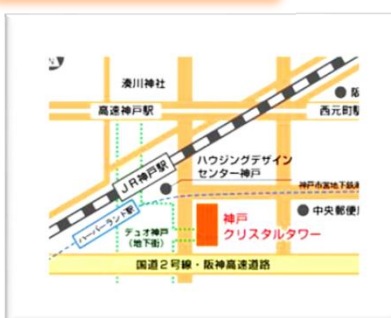 湊川神社
阪
高速神戸駅
西元町駅
JR神戸駅
ハウジングデザイン
センター神戸
神戸市営地下鉄海
ハーバーランド駅
中央郵便局
デュオ神戸
(地下街)
神戸
クリスタルタワー
国道2号線・阪神高速道路